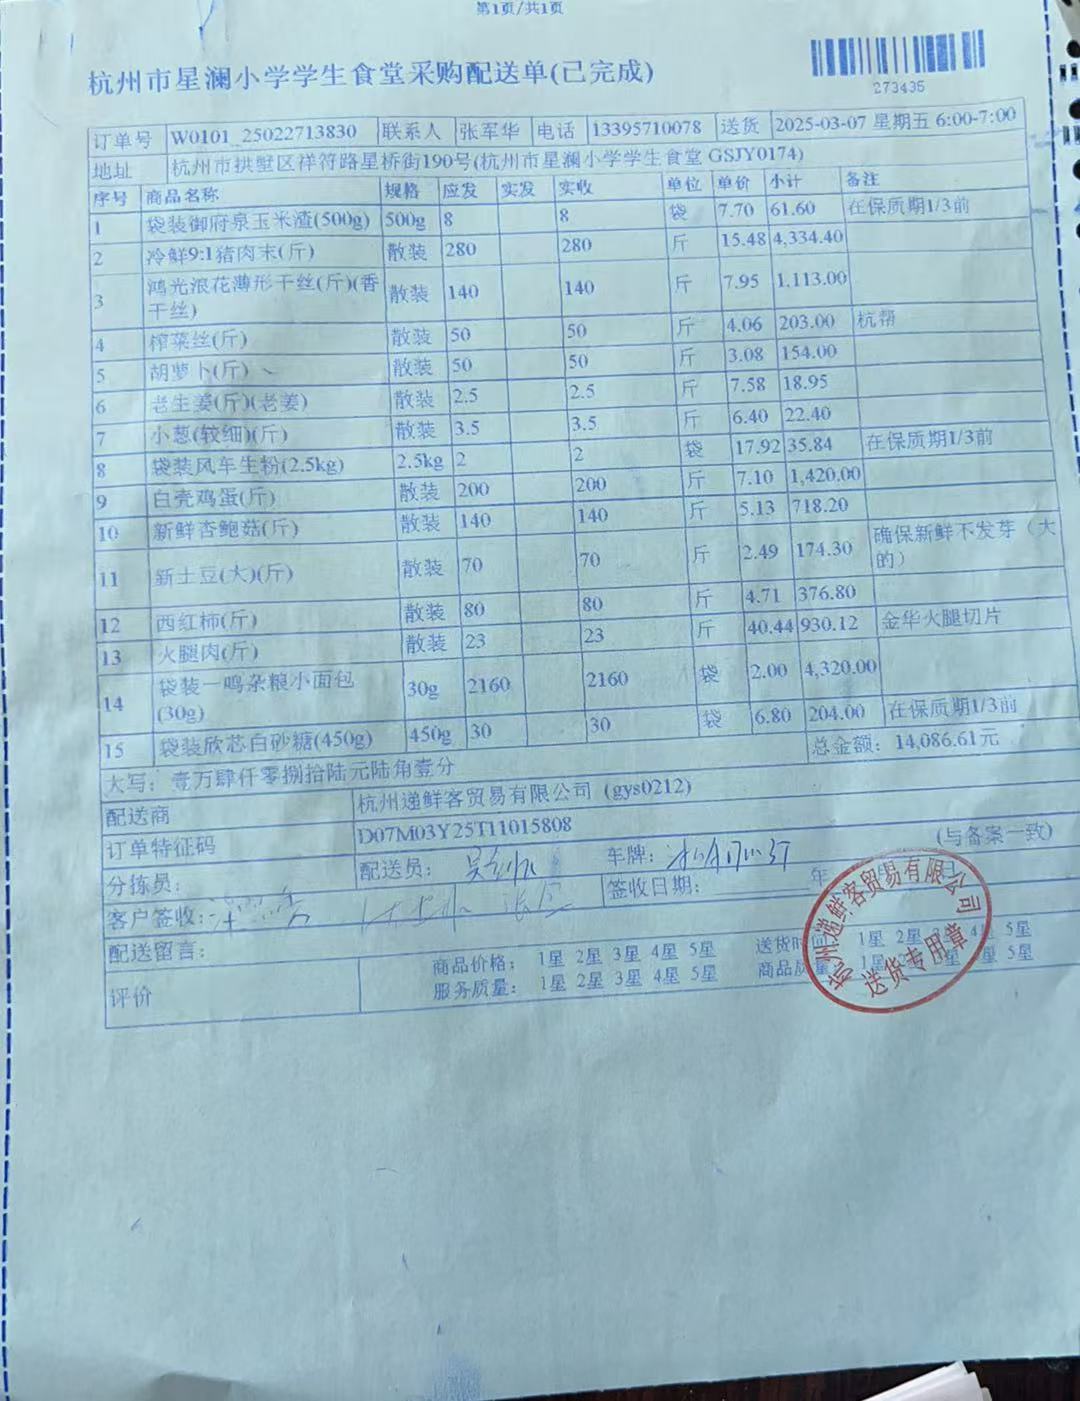 第1页/共1页
杭州市星澜小学学生食堂采购配送单(已完成)
273435
订单号 W0101_25022713830 联系人 张军华 电话 13395710078 送货 2025-03-07 星期五 6:00-7:00
地址 杭州市拱墅区祥符路星桥街190号(杭州市星澜小学学生食堂 GSJY0174)
序号 商品名称 规格 应发 实发 实收 单位 单价 小计 备注
1 袋装御府泉玉米渣(500g) 500g 8 8 袋 7.70 61.60 在保质期1/3前
2 冷鲜9:1猪肉末(斤) 散装 280 280 斤 15.48 4,334.40
3 鸿光浪花薄形干丝(斤)(香干丝) 散装 140 140 斤 7.95 1,113.00
4 榨菜丝(斤) 散装 50 50 斤 4.06 203.00 杭帮
5 胡萝卜(斤) 散装 50 50 斤 3.08 154.00
6 老生姜(斤)(老姜) 散装 2.5 2.5 斤 7.58 18.95
7 小葱(较细)(斤) 散装 3.5 3.5 斤 6.40 22.40
8 袋装风车生粉(2.5kg) 2.5kg 2 2 袋 17.92 35.84 在保质期1/3前
9 白壳鸡蛋(斤) 散装 200 200 斤 7.10 1,420.00
10 新鲜杏鲍菇(斤) 散装 140 140 斤 5.13 718.20
11 新土豆(大)(斤) 散装 70 70 斤 2.49 174.30 确保新鲜不发芽（大的）
12 西红柿(斤) 散装 80 80 斤 4.71 376.80
13 火腿肉(斤) 散装 23 23 斤 40.44 930.12 金华火腿切片
14 袋装一鸣杂粮小面包(30g) 30g 2160 2160 袋 2.00 4,320.00
15 袋装欣芯白砂糖(450g) 450g 30 30 袋 6.80 204.00 在保质期1/3前
总金额：14,086.61元
大写：壹万肆仟零捌拾陆元陆角壹分
配送商 杭州递鲜客贸易有限公司 (gys0212)
订单特征码 D07M03Y25T11015808 (与备案一致)
分拣员： 配送员： 车牌：
客户签收： 签收日期： 年
配送留言：
评价 商品价格： 1星 2星 3星 4星 5星 送货时间 1星 2星 3星 4星 5星
服务质量： 1星 2星 3星 4星 5星 商品质量 1星 2星 3星 4星 5星
杭州递鲜客贸易有限公司
送货专用章